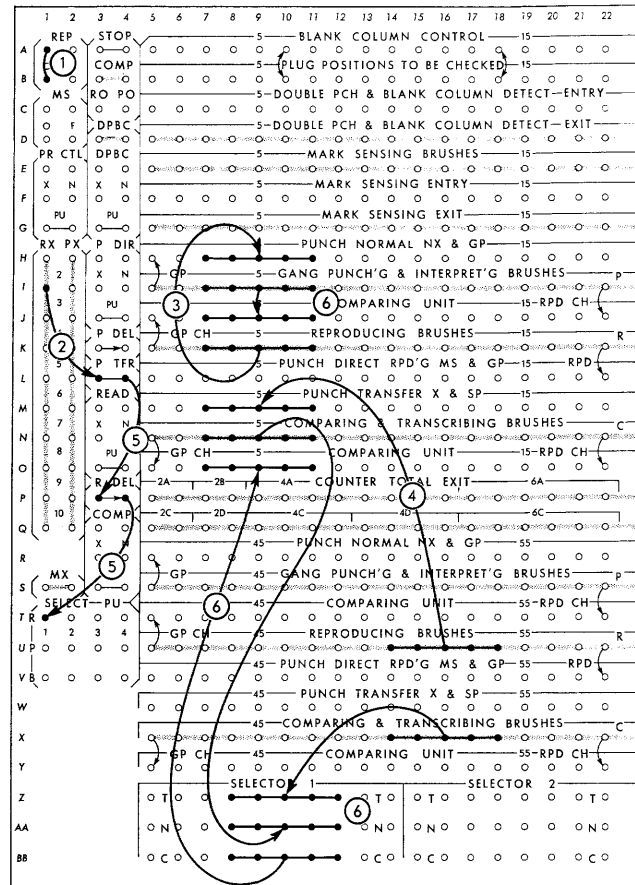 1 2 3 4 5 6 7 8 9 10 11 12 13 14 15 16 17 18 19 20 21 22
REP STOP 5 BLANK COLUMN CONTROL 15
A
COMP 5 PLUG POSITIONS TO BE CHECKED 15
1
B
MS RO PO 5 DOUBLE PCH & BLANK COLUMN DETECT-ENTRY
C
F DPBC 5 DOUBLE PCH & BLANK COLUMN DETECT-EXIT
D
PR CTL DPBC 5 MARK SENSING BRUSHES 15
E
X N X N 5 MARK SENSING ENTRY 15
F
PU PU 5 MARK SENSING EXIT 15
G
RX PX P DIR 5 PUNCH NORMAL NX & GP 15
H
2 X N GP 5 GANG PUNCH'G & INTERPRET'G BRUSHES P
I
3 PU 3 6 COMPARING UNIT 15 RPD CH
J
P DEL GP CH 5 REPRODUCING BRUSHES 15 R
2
K
5 P TFR 5 PUNCH DIRECT RPD'G MS & GP 15 RPD
L
6 READ 5 PUNCH TRANSFER X & SP 15
M
7 X N 5 COMPARING & TRANSCRIBING BRUSHES C
5
N
8 PU GP CH 5 COMPARING UNIT 15 RPD CH
O
9 R DEL 2A 2B 4A COUNTER TOTAL EXIT 6A
4
P
10 COMP 2C 2D 4C 4D 6C
Q
X N 45 PUNCH NORMAL NX & GP 55
5
R
MX GP 45 GANG PUNCH'G & INTERPRET'G BRUSHES P
S
SELECT PU 6 45 COMPARING UNIT 55 RPD CH
T R
1 2 3 4 GP CH 45 REPRODUCING BRUSHES 55 R
U P
45 PUNCH DIRECT RPD'G MS & GP 55 RPD
V B
45 PUNCH TRANSFER X & SP 55
W
45 COMPARING & TRANSCRIBING BRUSHES C
X
GP CH 45 COMPARING UNIT 55 RPD CH
Y
SELECTOR 1 SELECTOR 2
Z T T T T
6
AA N N N N
BB C C C C